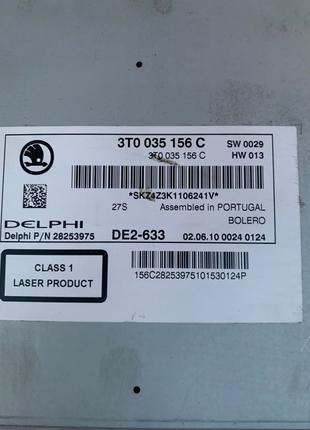 3T0 035 156 C SW 0029
3T0 035 156 C HW 013
*SKZ4Z3K1106241V*
27S Assembled in PORTUGAL
BOLERO
DELPHI
Delphi P/N 28253975 DE2-633 02.06.10 0024 0124
CLASS 1
LASER PRODUCT
156C28253975101530124P